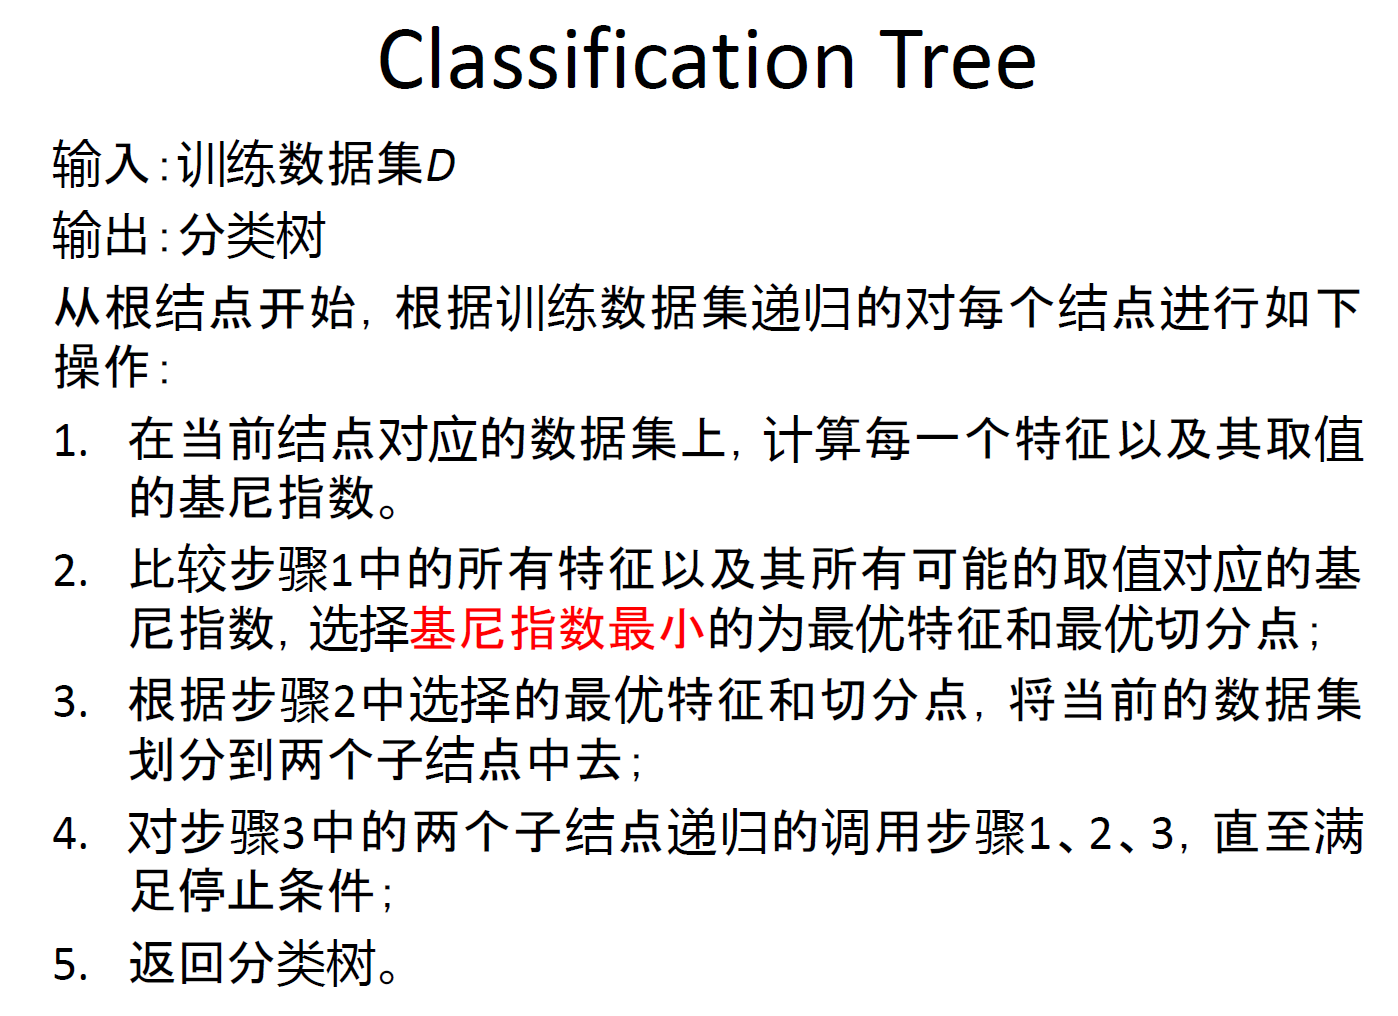 Classification Tree
输入:训练数据集D
输出:分类树
从根结点开始,根据训练数据集递归的对每个结点进行如下
操作:
1. 在当前结点对应的数据集上,计算每一个特征以及其取值
的基尼指数。
2. 比较步骤1中的所有特征以及其所有可能的取值对应的基
尼指数,选择基尼指数最小的为最优特征和最优切分点;
3. 根据步骤2中选择的最优特征和切分点,将当前的数据集
划分到两个子结点中去;
4. 对步骤3中的两个子结点递归的调用步骤1、2、3,直至满
足停止条件;
5. 返回分类树。